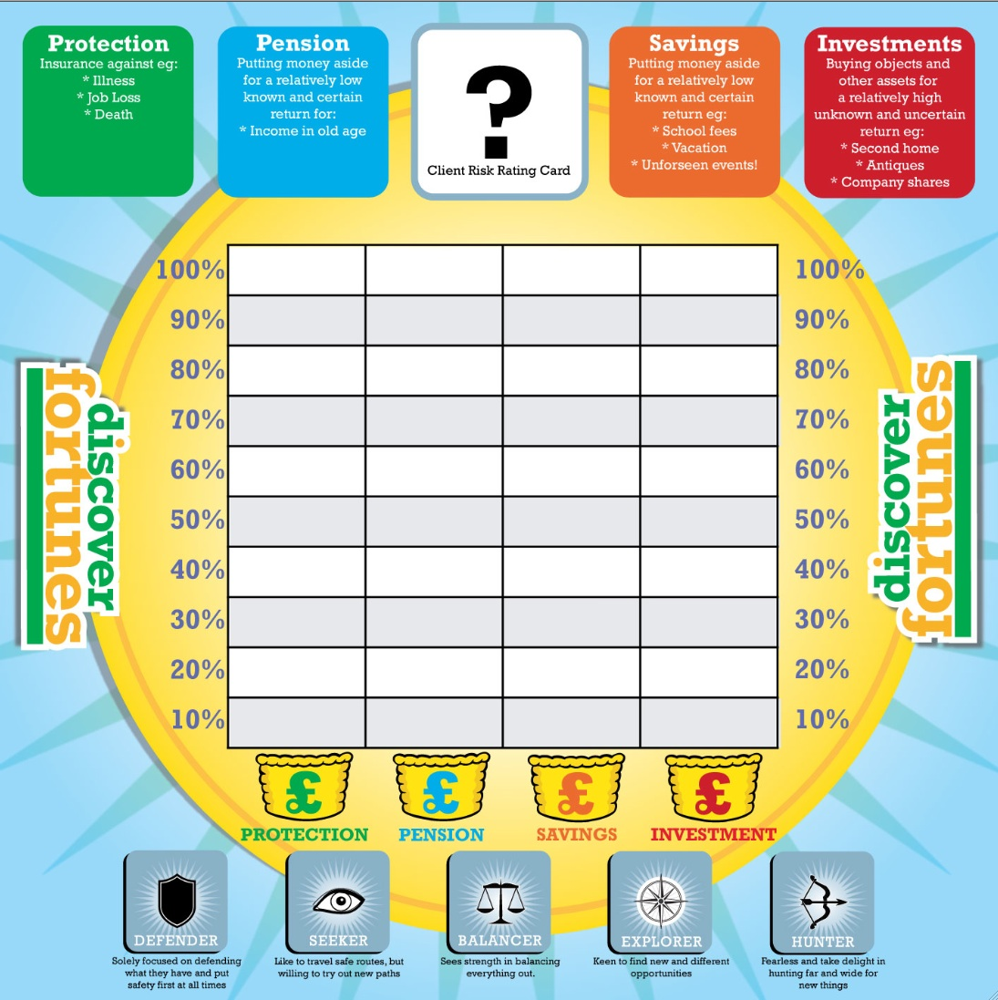 Protection
Insurance against eg:
* Illness
* Job Loss
* Death
Pension
Putting money aside
for a relatively low
known and certain
return for:
* Income in old age
?
Client Risk Rating Card
Savings
Putting money aside
for a relatively low
known and certain
return eg:
* School fees
* Vacation
* Unforseen events!
Investments
Buying objects and
other assets for
a relatively high
unknown and uncertain
return eg:
* Second home
* Antiques
* Company shares
100% 100%
90% 90%
80% 80%
70% 70%
60% 60%
50% 50%
40% 40%
30% 30%
20% 20%
10% 10%
discover
fortunes
discover
fortunes
£ £ £ £
PROTECTION PENSION SAVINGS INVESTMENT
DEFENDER
Solely focused on defending
what they have and put
safety first at all times
SEEKER
Like to travel safe routes, but
willing to try out new paths
BALANCER
Sees strength in balancing
everything out.
EXPLORER
Keen to find new and different
opportunities
HUNTER
Fearless and take delight in
hunting far and wide for
new things